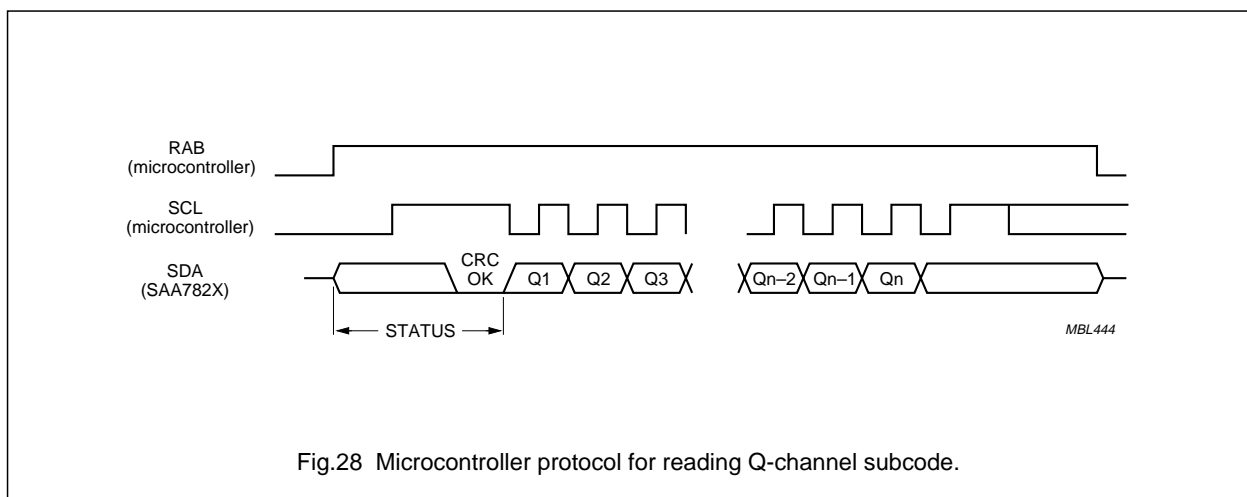 RAB
(microcontroller)
SCL
(microcontroller)
SDA
(SAA782X)
CRC
OK
Q1
Q2
Q3
Qn–2
Qn–1
Qn
STATUS
MBL444
Fig.28 Microcontroller protocol for reading Q-channel subcode.